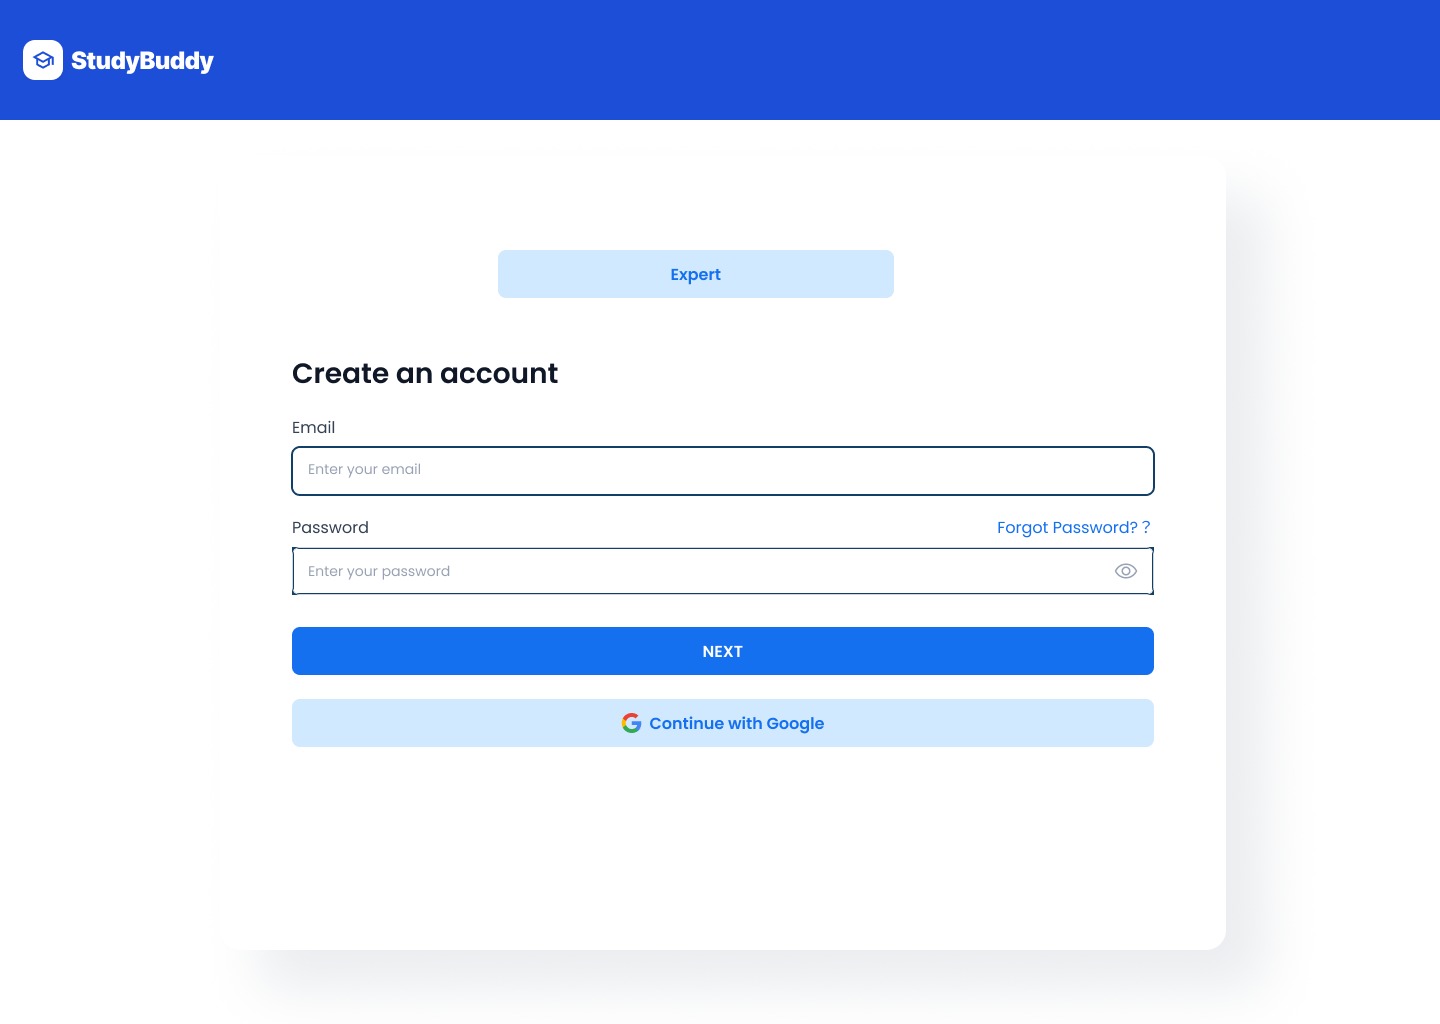 StudyBuddy
Expert
Create an account
Email
Enter your email
Password
Forgot Password? ?
Enter your password
NEXT
Continue with Google